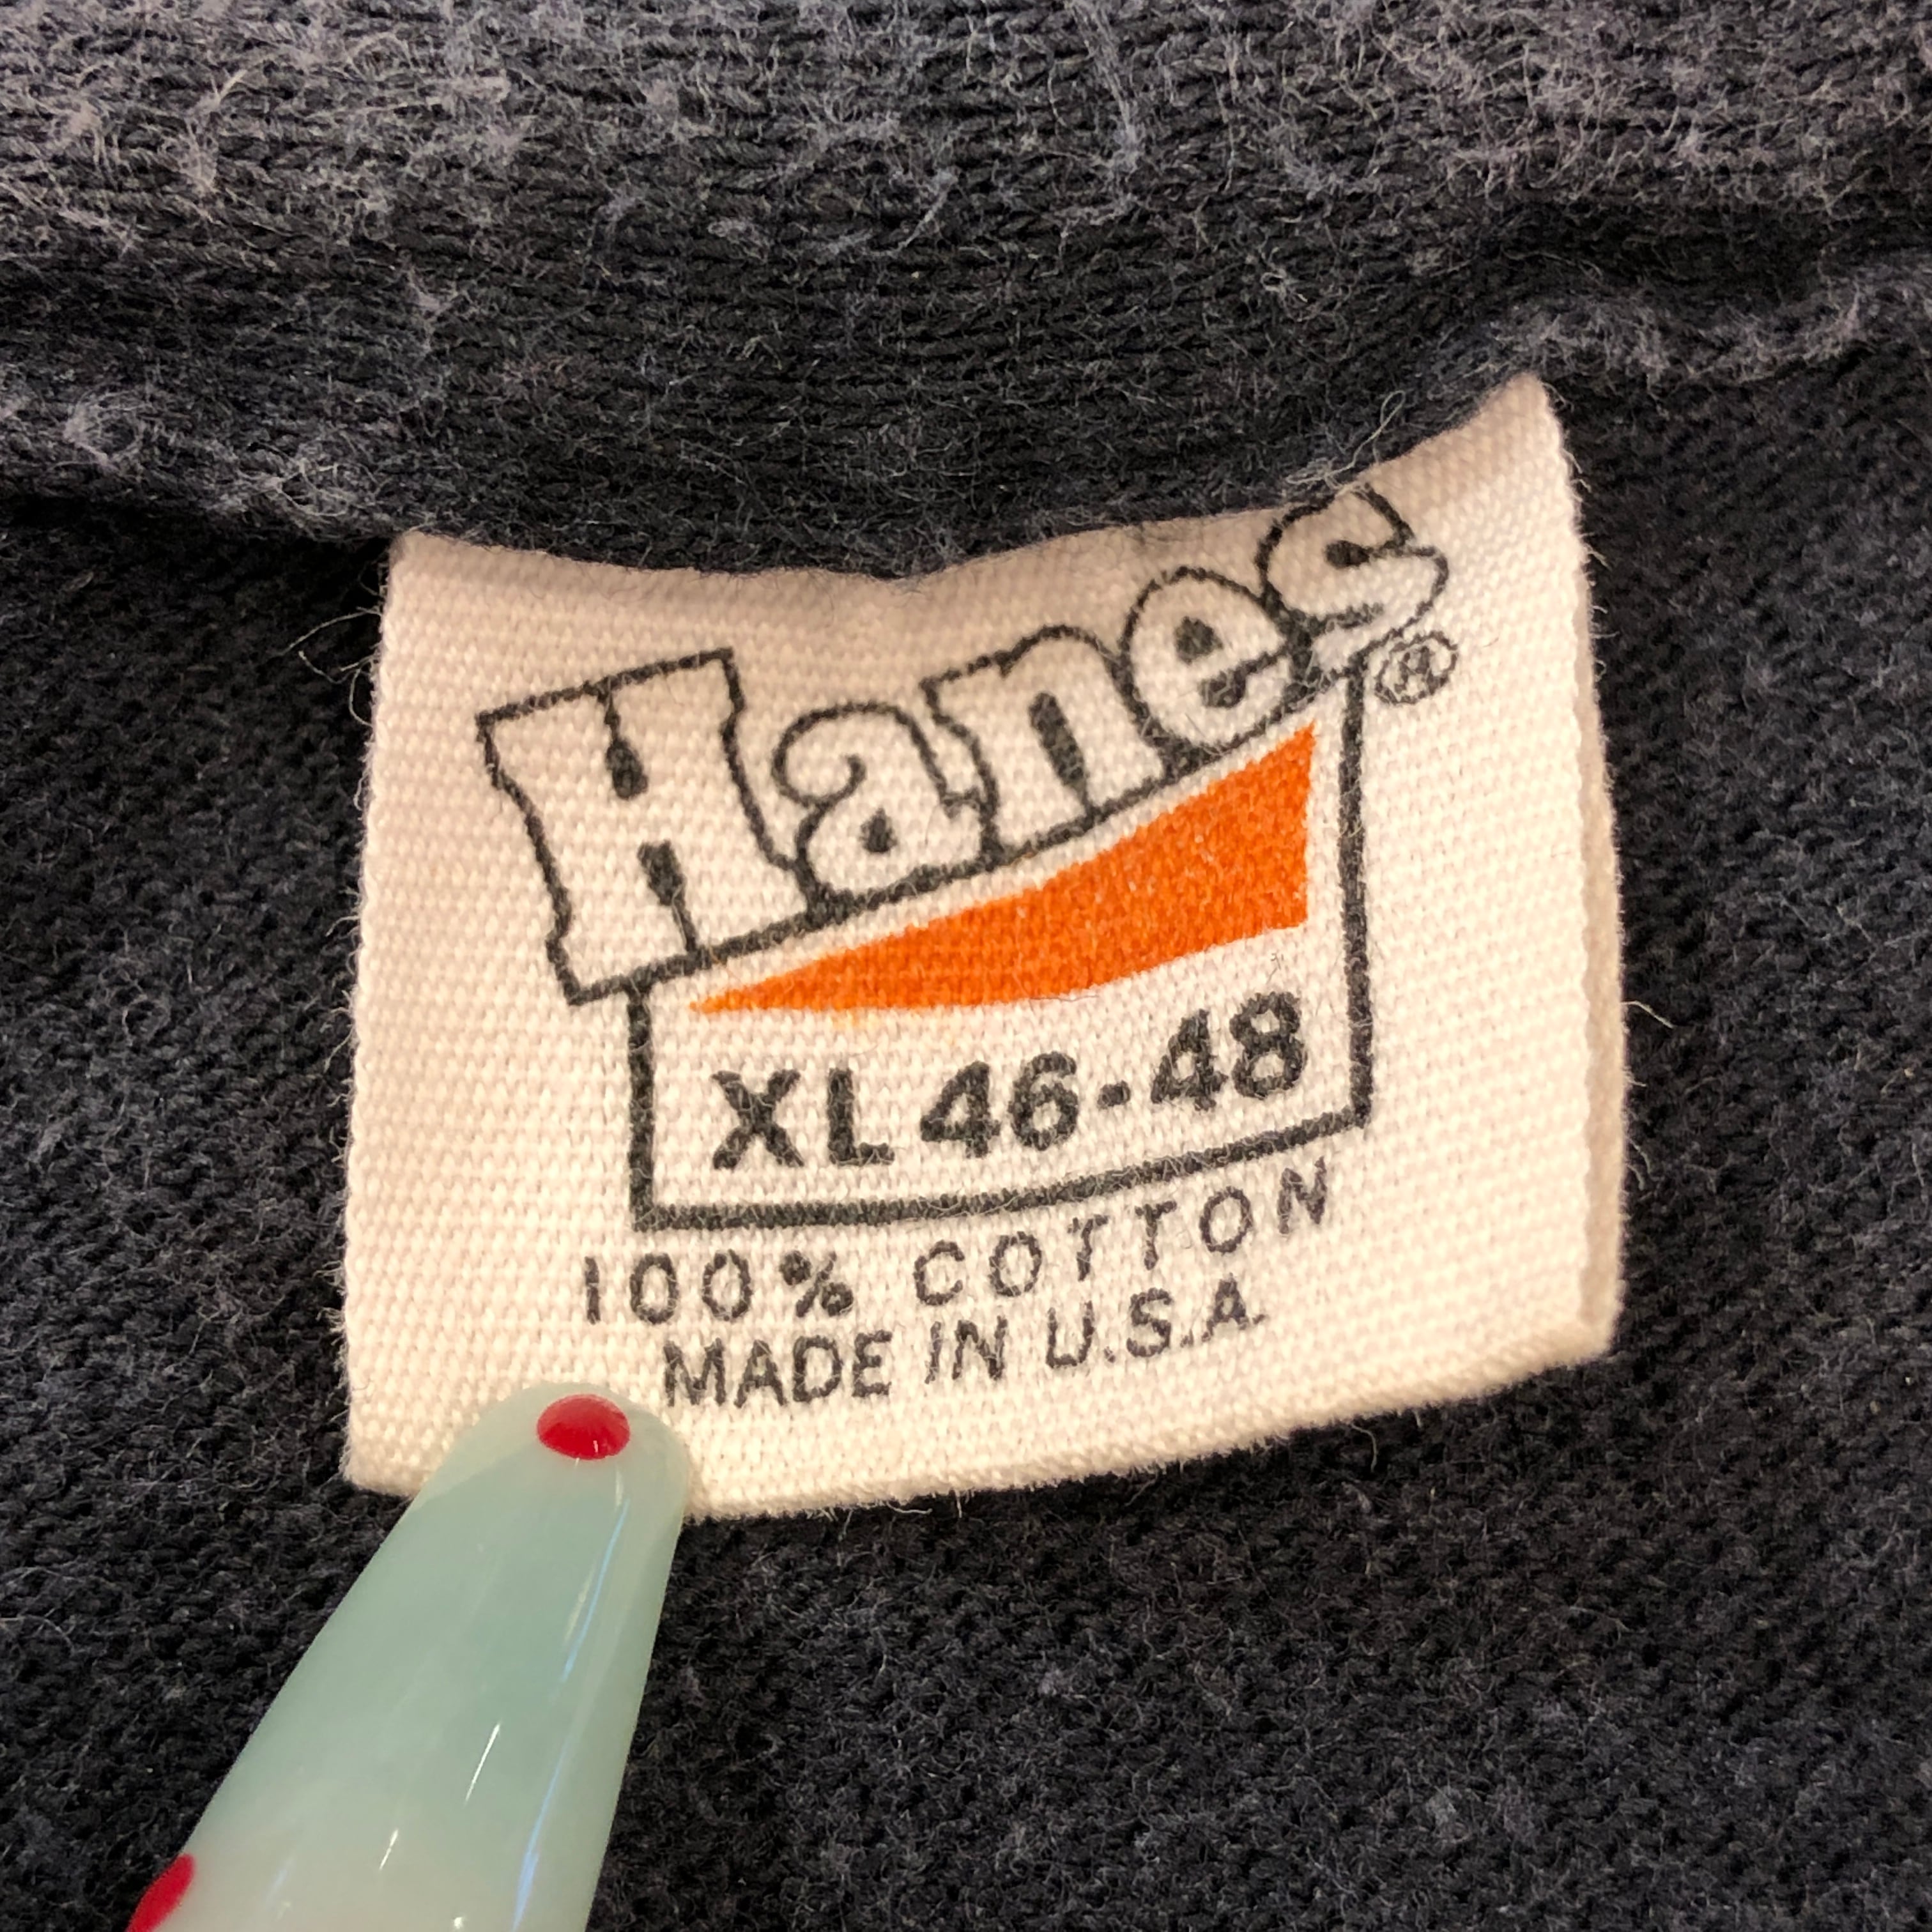 Hanes®
XL 46-48
100% COTTON
MADE IN U.S.A.